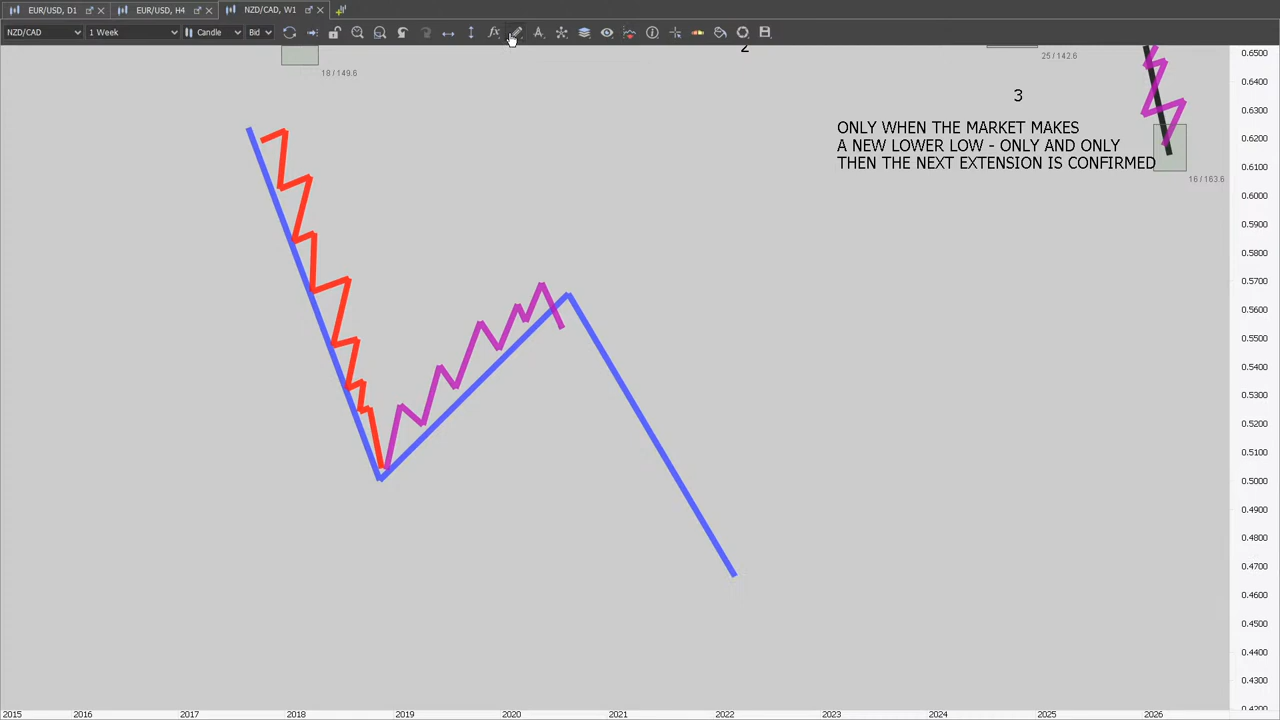 EUR/USD, D1
EUR/USD, H4
NZD/CAD, W1
NZD/CAD
1 Week
Candle
Bid
2
18 / 149.6
25 / 142.6
3
ONLY WHEN THE MARKET MAKES
A NEW LOWER LOW - ONLY AND ONLY
THEN THE NEXT EXTENSION IS CONFIRMED
16 / 163.6
0.6500
0.6400
0.6300
0.6200
0.6100
0.6000
0.5900
0.5800
0.5700
0.5600
0.5500
0.5400
0.5300
0.5200
0.5100
0.5000
0.4900
0.4800
0.4700
0.4600
0.4500
0.4400
0.4300
0.4200
2015 2016 2017 2018 2019 2020 2021 2022 2023 2024 2025 2026